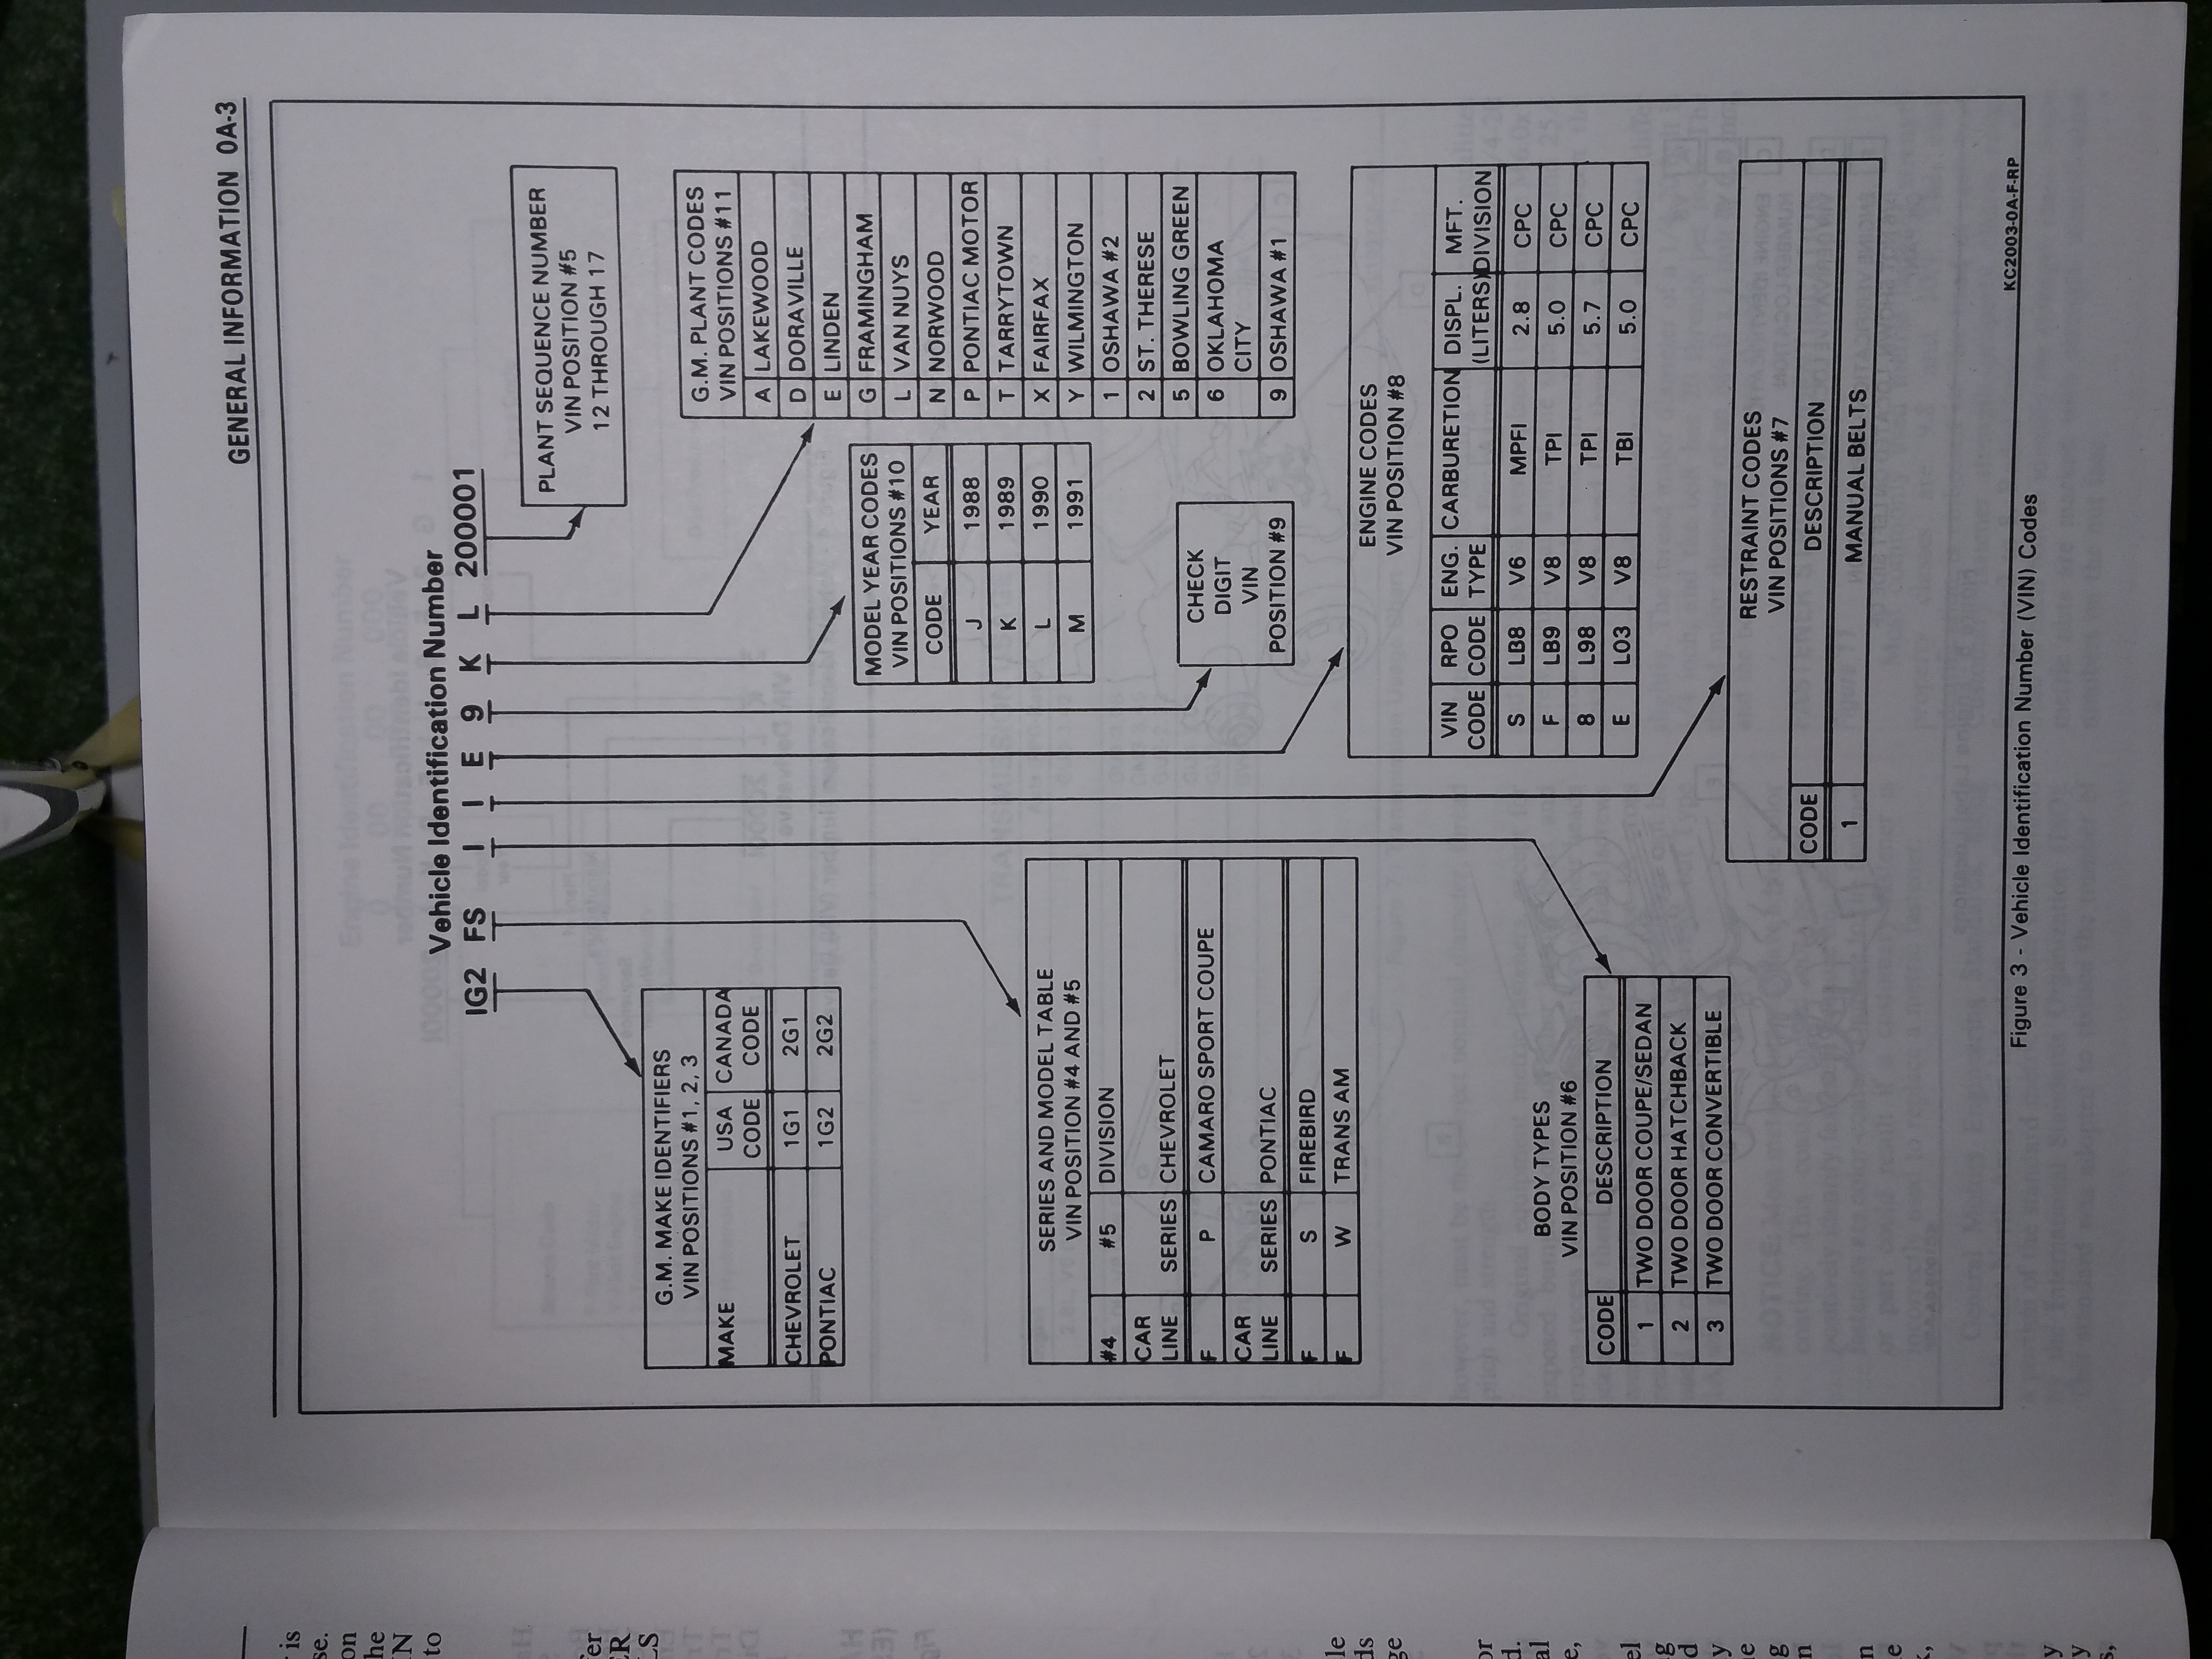 GENERAL INFORMATION 0A-3
Vehicle Identification Number
IG2 FS I I E 9 K L 200001
PLANT SEQUENCE NUMBER
VIN POSITION #5
12 THROUGH 17
G.M. MAKE IDENTIFIERS
VIN POSITIONS #1, 2, 3
MAKE USA CODE CANADA CODE
CHEVROLET 1G1 2G1
PONTIAC 1G2 2G2
MODEL YEAR CODES
VIN POSITIONS #10
CODE YEAR
J 1988
K 1989
L 1990
M 1991
G.M. PLANT CODES
VIN POSITIONS #11
A LAKEWOOD
D DORAVILLE
E LINDEN
G FRAMINGHAM
L VAN NUYS
N NORWOOD
P PONTIAC MOTOR
T TARRYTOWN
X FAIRFAX
Y WILMINGTON
1 OSHAWA #2
2 ST. THERESE
5 BOWLING GREEN
6 OKLAHOMA
CITY
9 OSHAWA #1
SERIES AND MODEL TABLE
VIN POSITION #4 AND #5
#4 #5 DIVISION
CAR
LINE SERIES CHEVROLET
F P CAMARO SPORT COUPE
CAR
LINE SERIES PONTIAC
F S FIREBIRD
F W TRANS AM
CHECK
DIGIT
VIN
POSITION #9
ENGINE CODES
VIN POSITION #8
VIN RPO ENG. CARBURETION DISPL. MFT.
CODE CODE TYPE (LITERS) DIVISION
S LB8 V6 MPFI 2.8 CPC
F LB9 V8 TPI 5.0 CPC
8 L98 V8 TPI 5.7 CPC
E L03 V8 TBI 5.0 CPC
BODY TYPES
VIN POSITION #6
CODE DESCRIPTION
1 TWO DOOR COUPE/SEDAN
2 TWO DOOR HATCHBACK
3 TWO DOOR CONVERTIBLE
RESTRAINT CODES
VIN POSITIONS #7
CODE DESCRIPTION
1 MANUAL BELTS
KC2003-0A-F-RP
Figure 3 - Vehicle Identification Number (VIN) Codes